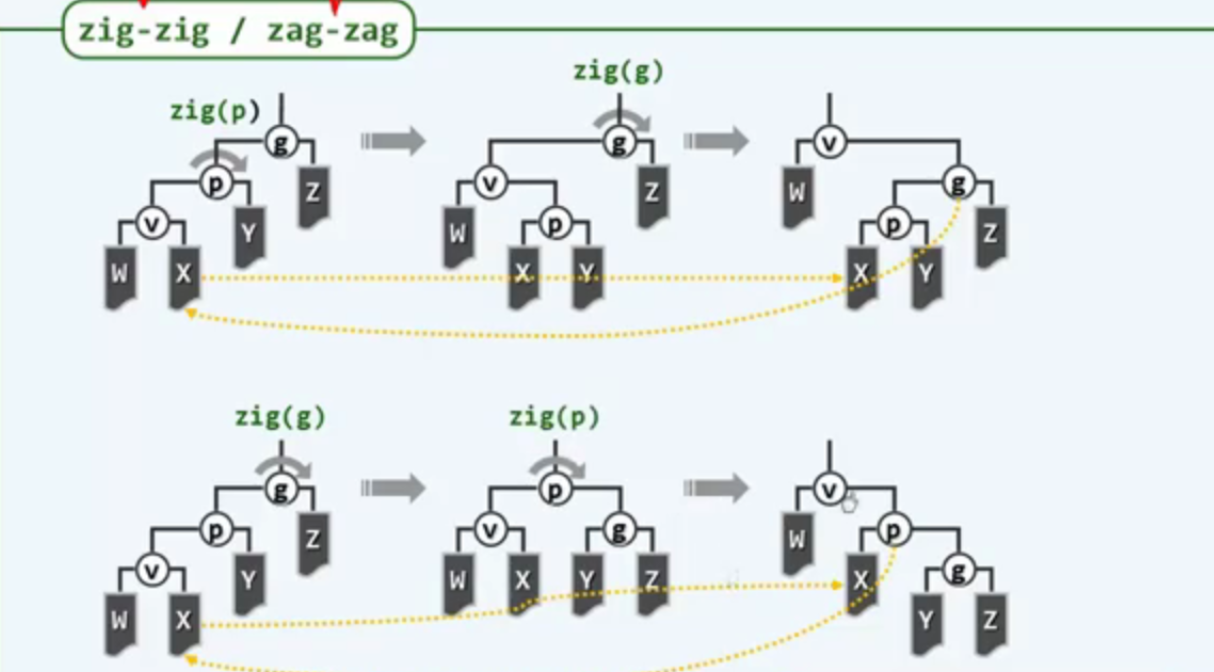 zig-zig / zag-zag
zig(g)
zig(p)
g g v
p Z v Z W g
v Y W p p Z
W X X Y X Y
zig(g) zig(p)
g p v
p Z v g W p
v Y W X Y Z X g
W X Y Z